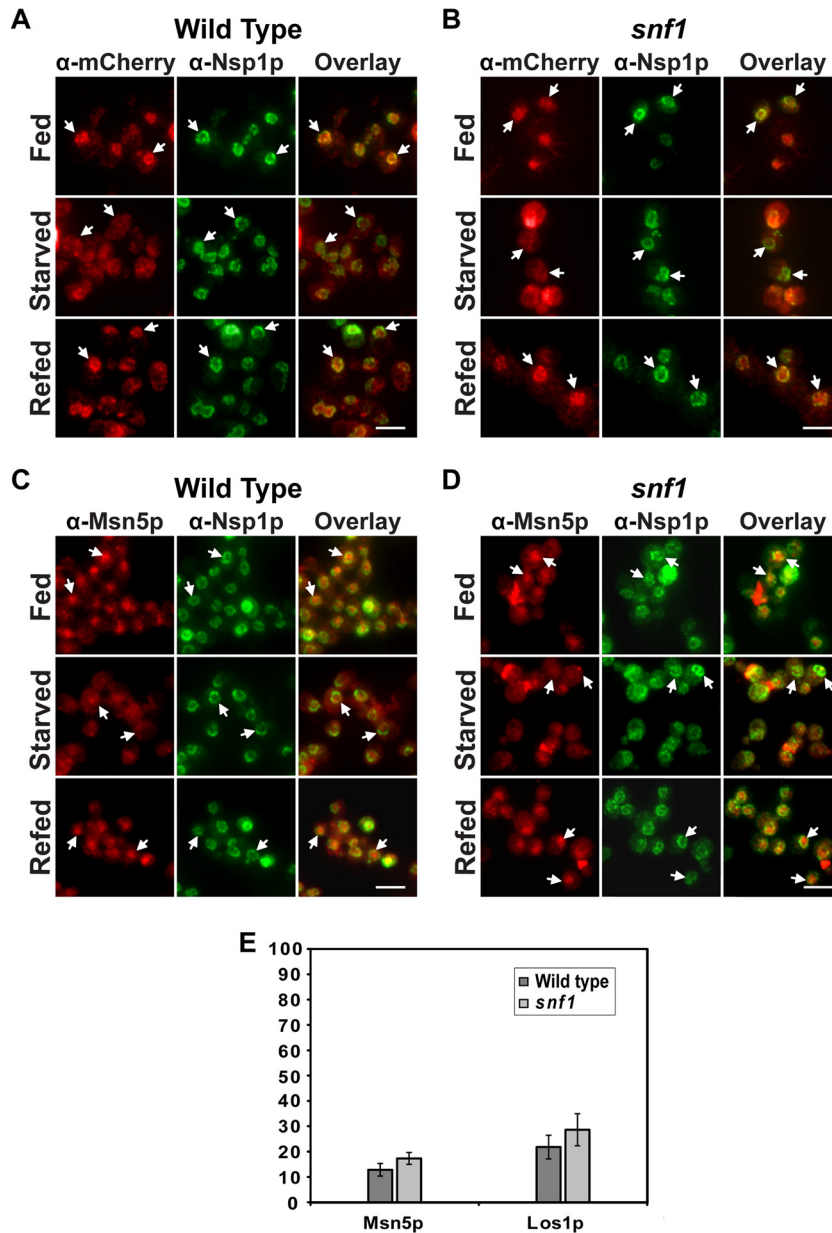 A
Wild Type
α-mCherry α-Nsp1p Overlay
Fed
Starved
Refed
B
snf1
α-mCherry α-Nsp1p Overlay
Fed
Starved
Refed
C
Wild Type
α-Msn5p α-Nsp1p Overlay
Fed
Starved
Refed
D
snf1
α-Msn5p α-Nsp1p Overlay
Fed
Starved
Refed
E
100
90
80
70
60
50
40
30
20
10
0
Wild type
snf1
Msn5p Los1p